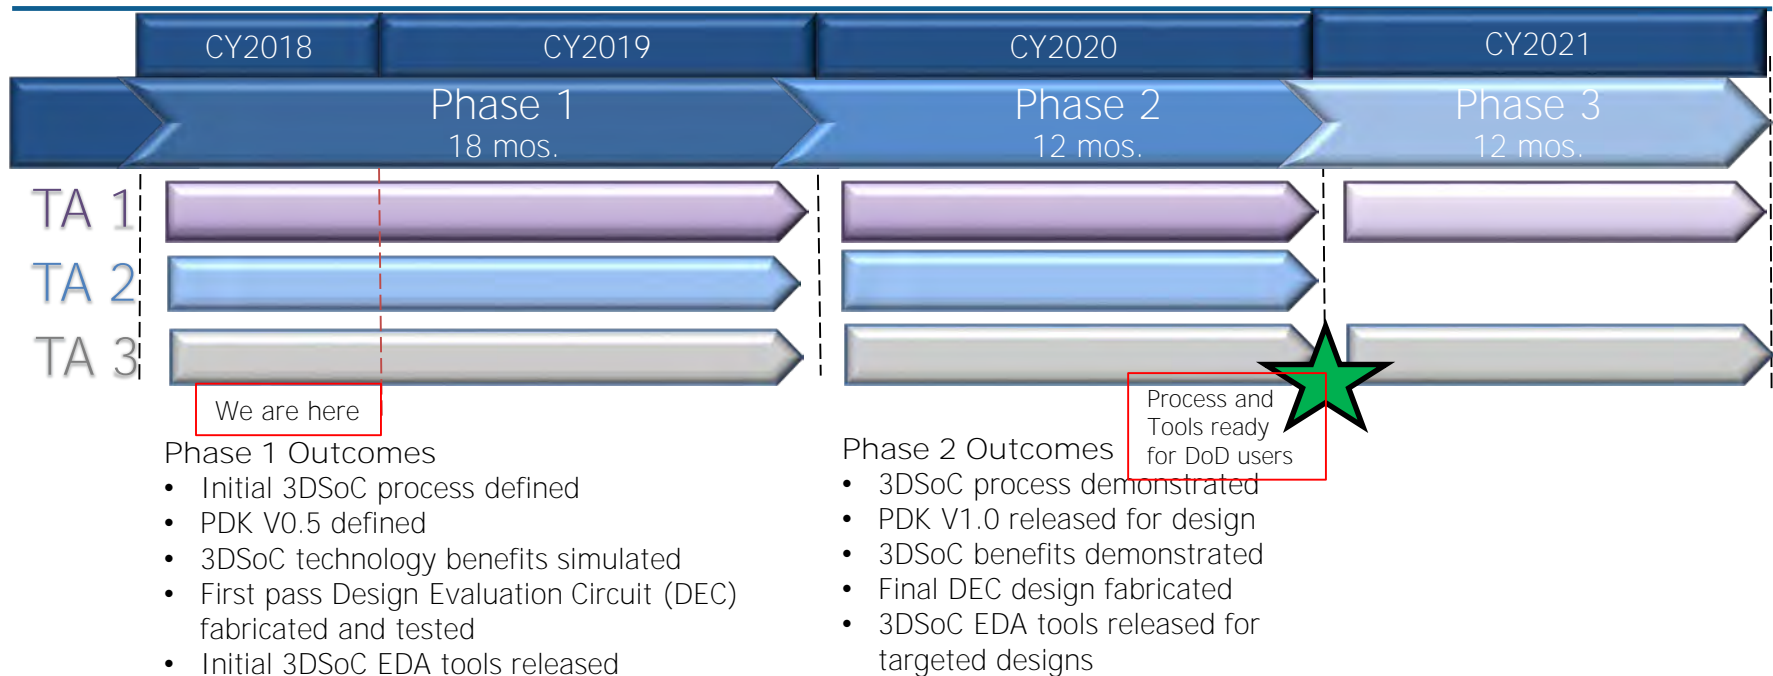 CY2018
CY2019
CY2020
CY2021
Phase 1
18 mos.
Phase 2
12 mos.
Phase 3
12 mos.
TA 1
TA 2
TA 3
We are here
Process and
Tools ready
for DoD users
Phase 1 Outcomes
• Initial 3DSoC process defined
• PDK V0.5 defined
• 3DSoC technology benefits simulated
• First pass Design Evaluation Circuit (DEC)
fabricated and tested
• Initial 3DSoC EDA tools released
Phase 2 Outcomes
• 3DSoC process demonstrated
• PDK V1.0 released for design
• 3DSoC benefits demonstrated
• Final DEC design fabricated
• 3DSoC EDA tools released for
targeted designs